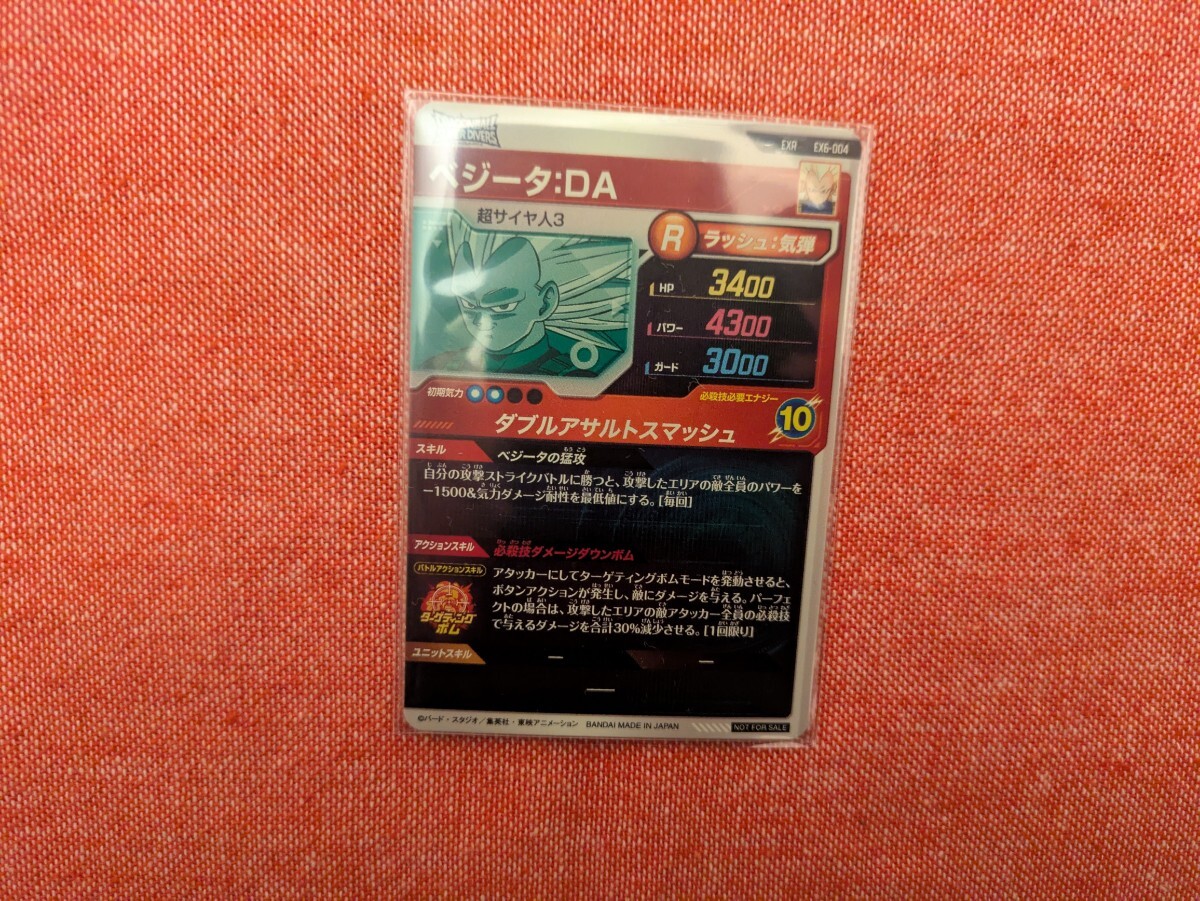 DIVERS
EXR EX6-004
ベジータ:DA
超サイヤ人3
R ラッシュ:気弾
HP 3400
パワー 4300
ガード 3000
初期気力
必殺技必要エナジー
10
ダブルアサルトスマッシュ
スキル
ベジータの猛攻
自分の攻撃ストライクバトルに勝つと、攻撃したエリアの敵全員のパワーを
-1500&気力ダメージ耐性を最低値にする。[毎回]
アクションスキル
必殺技ダメージダウンボム
バトルアクションスキル
ターゲティング
ボム
アタッカーにしてターゲティングボムモードを発動させると、
ボタンアクションが発生し、敵にダメージを与える。パーフェ
クトの場合は、攻撃したエリアの敵アタッカー全員の必殺技
で与えるダメージを合計30%減少させる。[1回限り]
ユニットスキル
©バード・スタジオ/集英社・東映アニメーション BANDAI MADE IN JAPAN
NOT FOR SALE